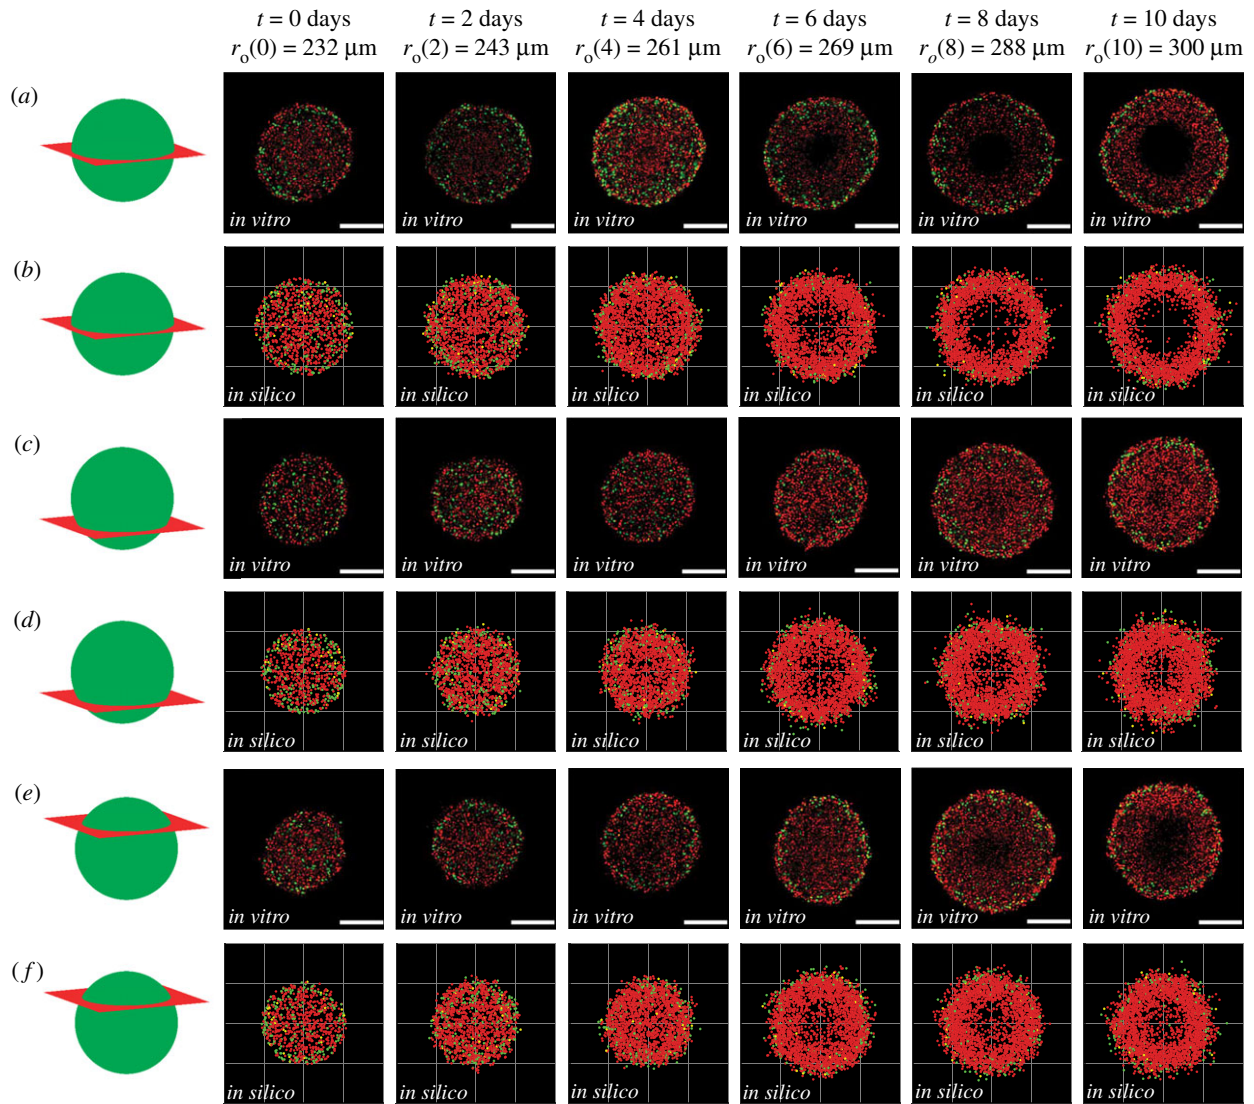 t = 0 days t = 2 days t = 4 days t = 6 days t = 8 days t = 10 days
r_o(0) = 232 μm r_o(2) = 243 μm r_o(4) = 261 μm r_o(6) = 269 μm r_o(8) = 288 μm r_o(10) = 300 μm
(a)
in vitro in vitro in vitro in vitro in vitro in vitro
(b)
in silico in silico in silico in silico in silico in silico
(c)
in vitro in vitro in vitro in vitro in vitro in vitro
(d)
in silico in silico in silico in silico in silico in silico
(e)
in vitro in vitro in vitro in vitro in vitro in vitro
(f)
in silico in silico in silico in silico in silico in silico